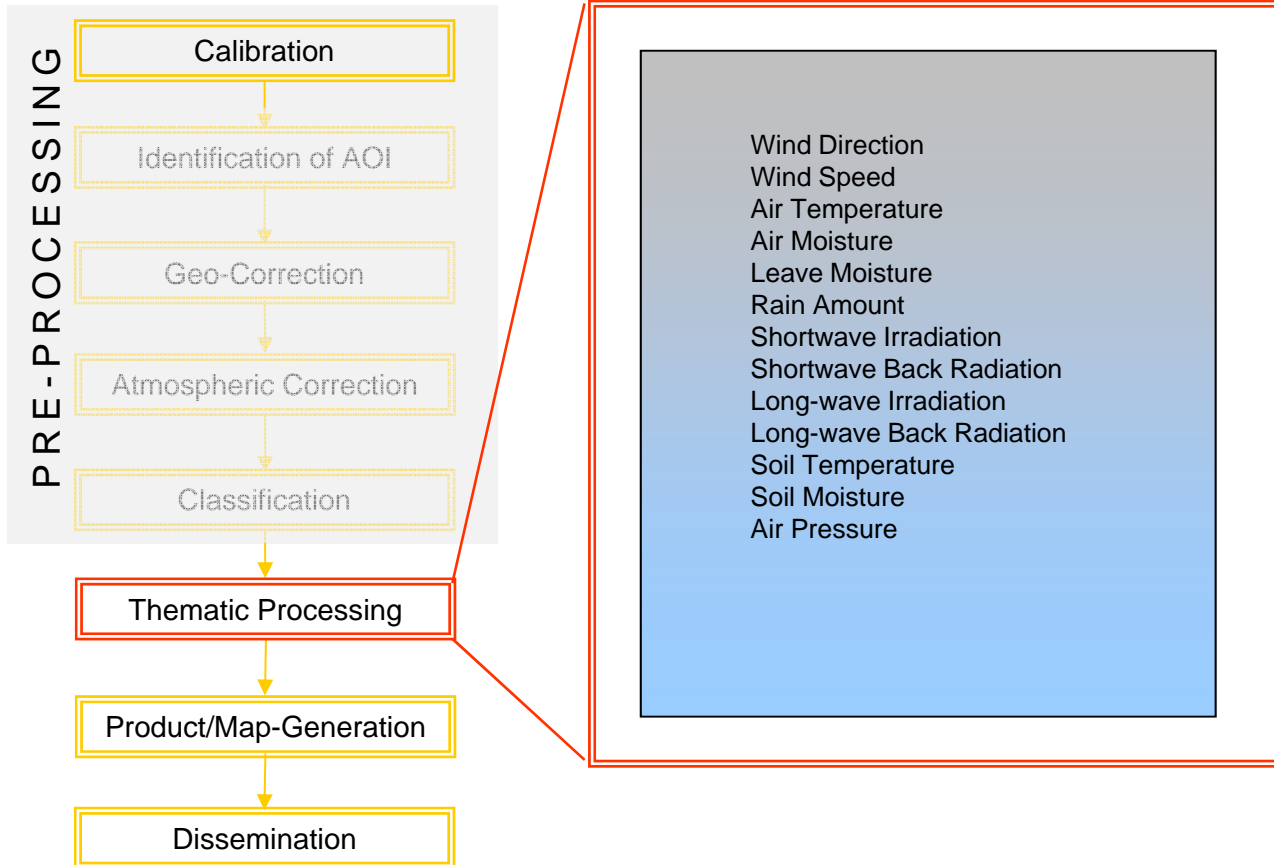 PRE-PROCESSING
Calibration
Identification of AOI
Geo-Correction
Atmospheric Correction
Classification
Thematic Processing
Product/Map-Generation
Dissemination
Wind Direction
Wind Speed
Air Temperature
Air Moisture
Leave Moisture
Rain Amount
Shortwave Irradiation
Shortwave Back Radiation
Long-wave Irradiation
Long-wave Back Radiation
Soil Temperature
Soil Moisture
Air Pressure